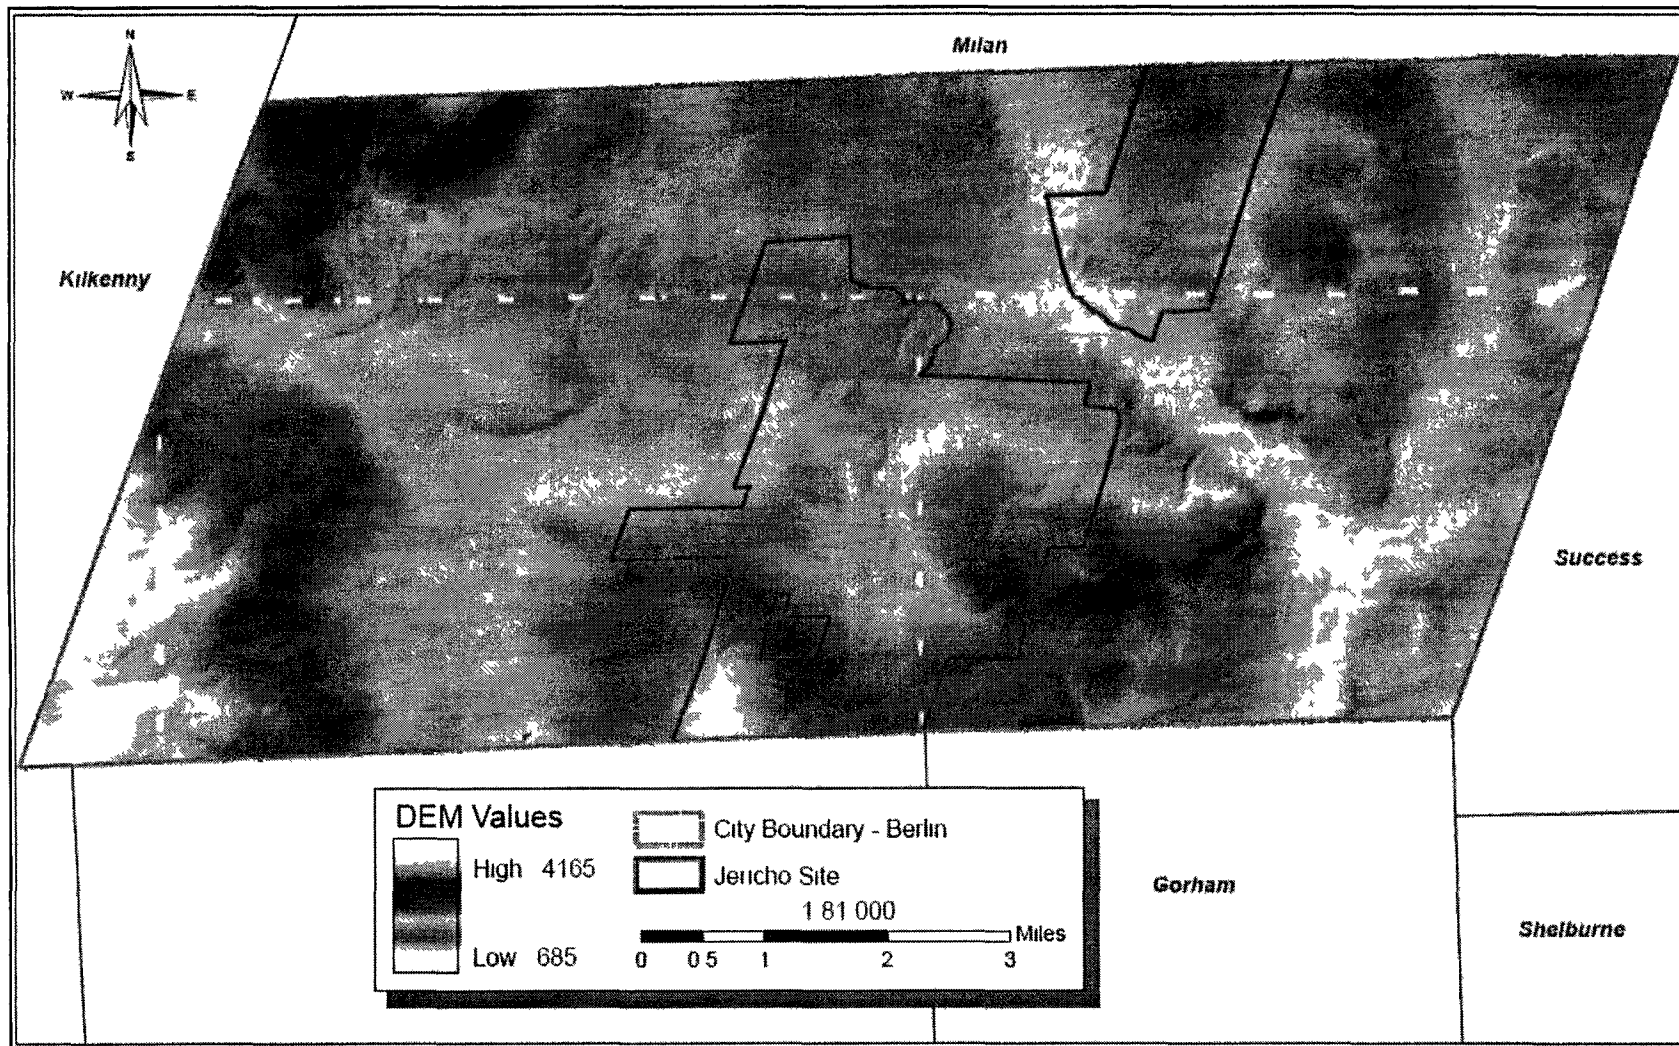 Milan
N
W E
S
Kilkenny
Success
DEM Values
High 4165
Low 685
City Boundary - Berlin
Jericho Site
1 81 000
Miles
0 0 5 1 2 3
Gorham
Shelburne